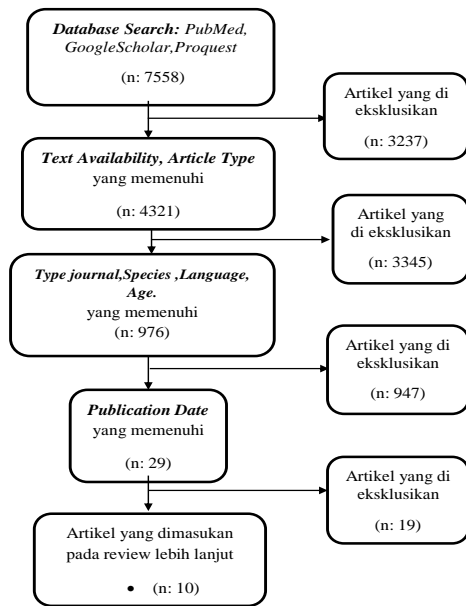 Database Search: PubMed,
GoogleScholar,Proquest
(n: 7558)
Artikel yang di
eksklusikan
(n: 3237)
Text Availability, Article Type
yang memenuhi
(n: 4321)
Artikel yang
di eksklusikan
(n: 3345)
Type journal,Species ,Language,
Age.
yang memenuhi
(n: 976)
Artikel yang di
eksklusikan
(n: 947)
Publication Date
yang memenuhi
(n: 29)
Artikel yang di
eksklusikan
(n: 19)
Artikel yang dimasukan
pada review lebih lanjut
• (n: 10)